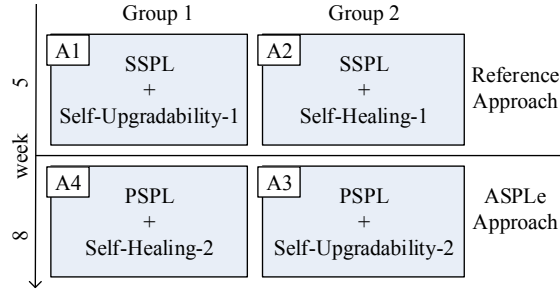 Group 1
Group 2
A1
SSPL
+
Self-Upgradability-1
A2
SSPL
+
Self-Healing-1
Reference
Approach
5
week
A4
PSPL
+
Self-Healing-2
A3
PSPL
+
Self-Upgradability-2
ASPLe
Approach
8